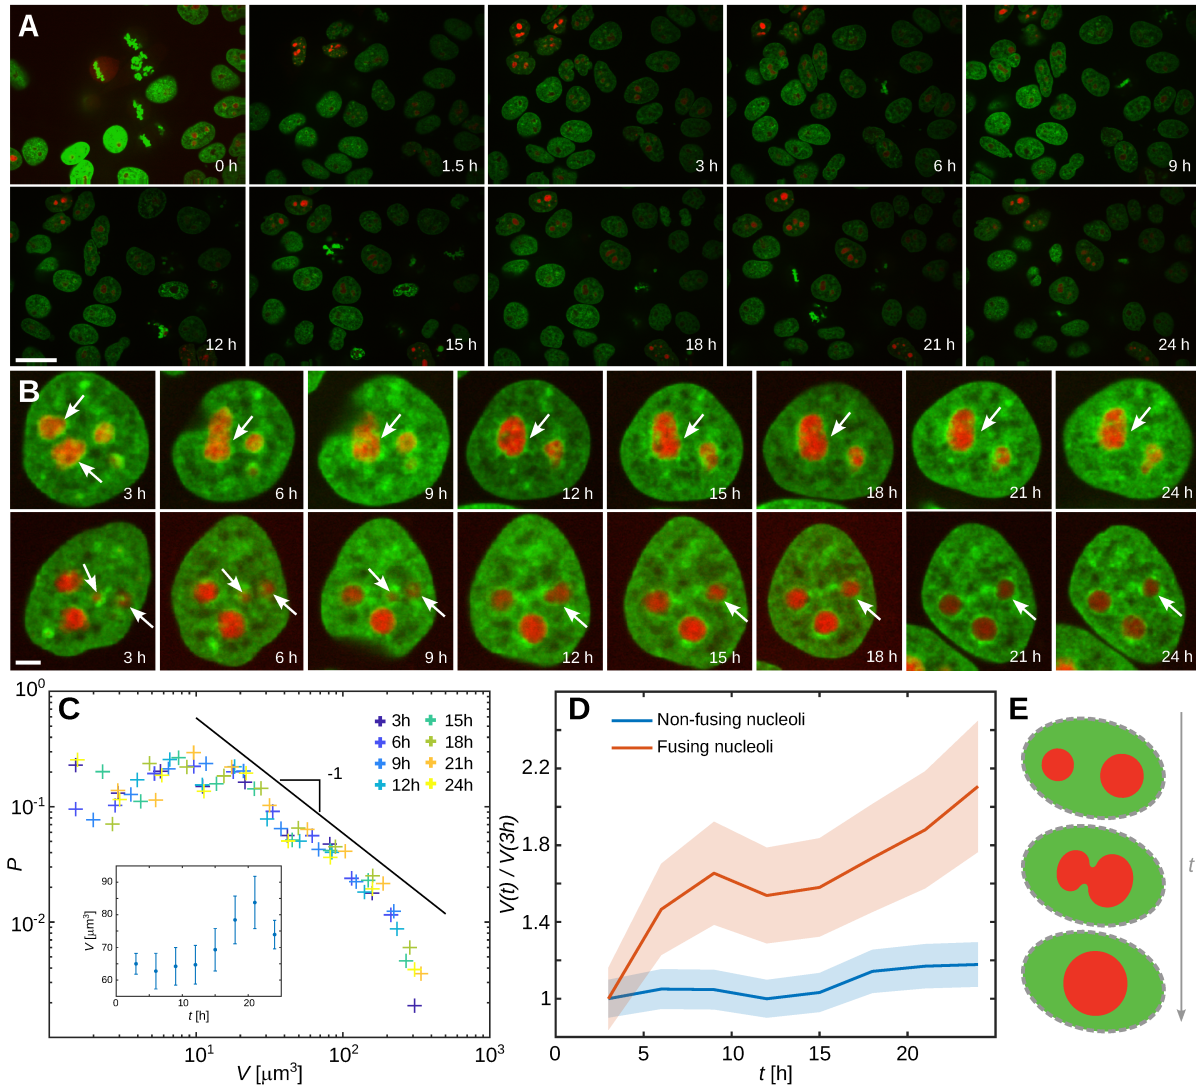 A
0 h
1.5 h
3 h
6 h
9 h
12 h
15 h
18 h
21 h
24 h
B
3 h
6 h
9 h
12 h
15 h
18 h
21 h
24 h
3 h
6 h
9 h
12 h
15 h
18 h
21 h
24 h
C
10⁰
10⁻¹
10⁻²
P
3h
6h
9h
12h
15h
18h
21h
24h
-1
90
80
70
60
V [µm³]
0
10
20
t [h]
10¹
10²
10³
V [µm³]
D
Non-fusing nucleoli
Fusing nucleoli
2.2
1.8
1.4
1
V(t) / V(3h)
0
5
10
15
20
t [h]
E
t